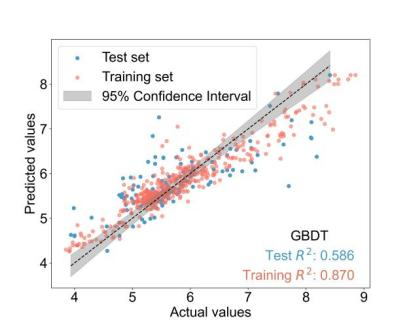 Test set
Training set
95% Confidence Interval
8
7
6
5
4
Predicted values
GBDT
Test R²: 0.586
Training R²: 0.870
4 5 6 7 8 9
Actual values